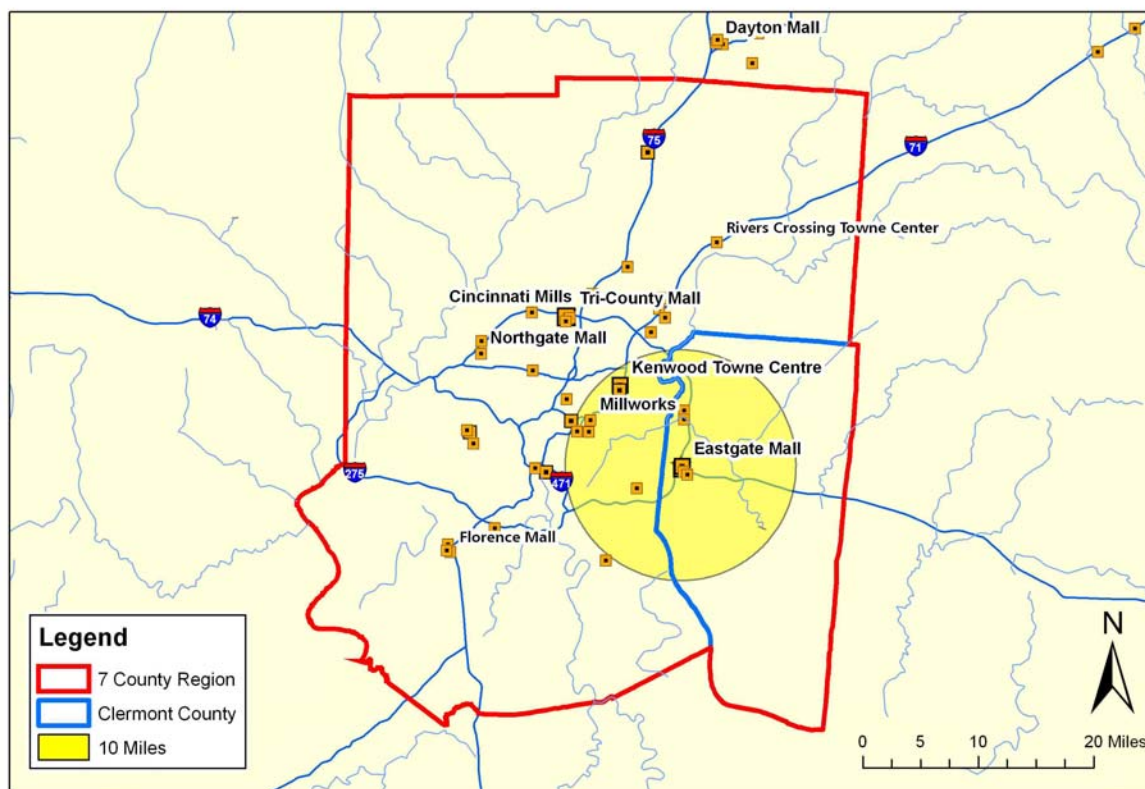 Dayton Mall
75
71
Rivers Crossing Towne Center
Cincinnati Mills
Tri-County Mall
74
Northgate Mall
Kenwood Towne Centre
Millworks
Eastgate Mall
275
471
Florence Mall
Legend
7 County Region
Clermont County
10 Miles
N
0 5 10 20 Miles